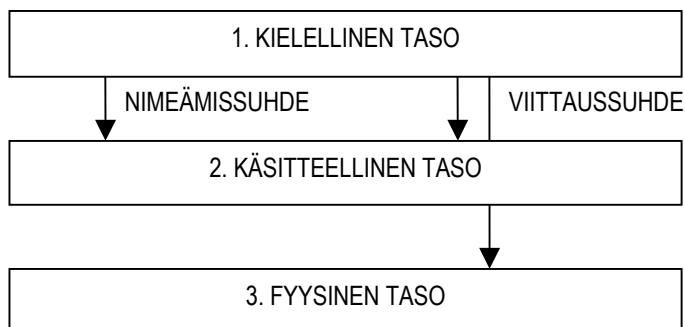 1. KIELELLINEN TASO
NIMEÄMISSUHDE
VIITTAUSSUHDE
2. KÄSITTEELLINEN TASO
3. FYYSINEN TASO